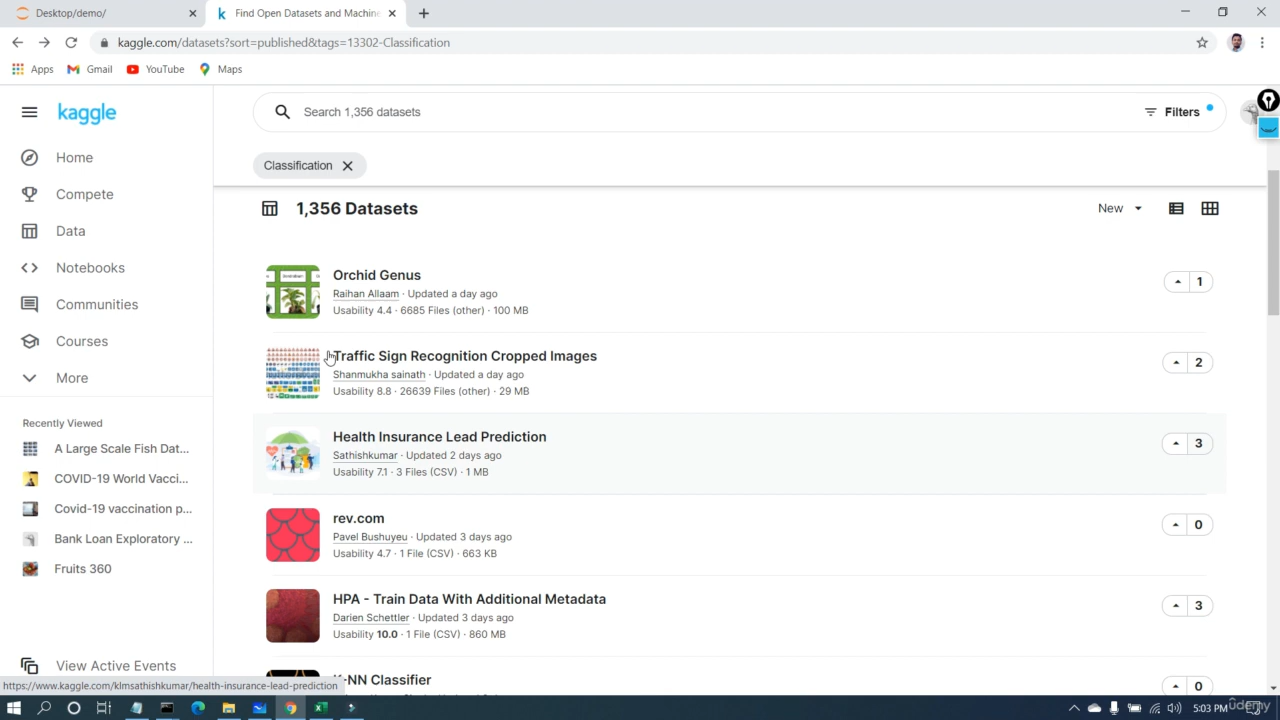 Desktop/demo/
Find Open Datasets and Machine
kaggle.com/datasets?sort=published&tags=13302-Classification
Apps Gmail YouTube Maps
kaggle
Search 1,356 datasets
Filters
Classification
Home
Compete
Data
Notebooks
Communities
Courses
More
Recently Viewed
A Large Scale Fish Dat...
COVID-19 World Vacci...
Covid-19 vaccination p...
Bank Loan Exploratory ...
Fruits 360
View Active Events
1,356 Datasets
New
Orchid Genus
Raihan Allaam · Updated a day ago
Usability 4.4 · 6685 Files (other) · 100 MB
1
Traffic Sign Recognition Cropped Images
Shanmukha sainath · Updated a day ago
Usability 8.8 · 26639 Files (other) · 29 MB
2
Health Insurance Lead Prediction
Sathishkumar · Updated 2 days ago
Usability 7.1 · 3 Files (CSV) · 1 MB
3
rev.com
Pavel Bushuyeu · Updated 3 days ago
Usability 4.7 · 1 File (CSV) · 663 KB
0
HPA - Train Data With Additional Metadata
Darien Schettler · Updated 3 days ago
Usability 10.0 · 1 File (CSV) · 860 MB
3
K-NN Classifier
0
https://www.kaggle.com/klmsathishkumar/health-insurance-lead-prediction
5:03 PM
udemy